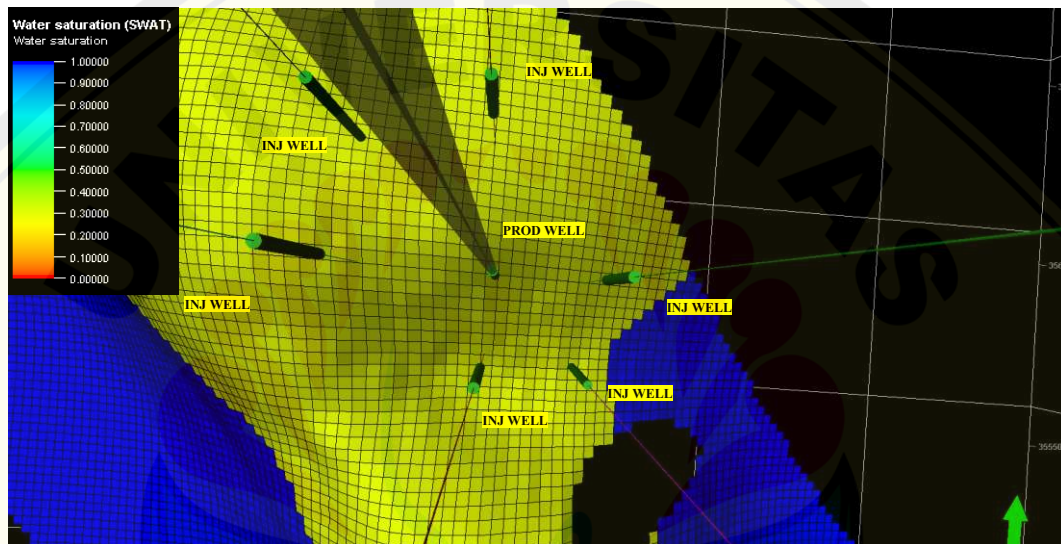 Water saturation (SWAT)
Water saturation
1.00000
0.90000
0.80000
0.70000
0.60000
0.50000
0.40000
0.30000
0.20000
0.10000
0.00000
INJ WELL
INJ WELL
PROD WELL
INJ WELL
INJ WELL
INJ WELL
INJ WELL